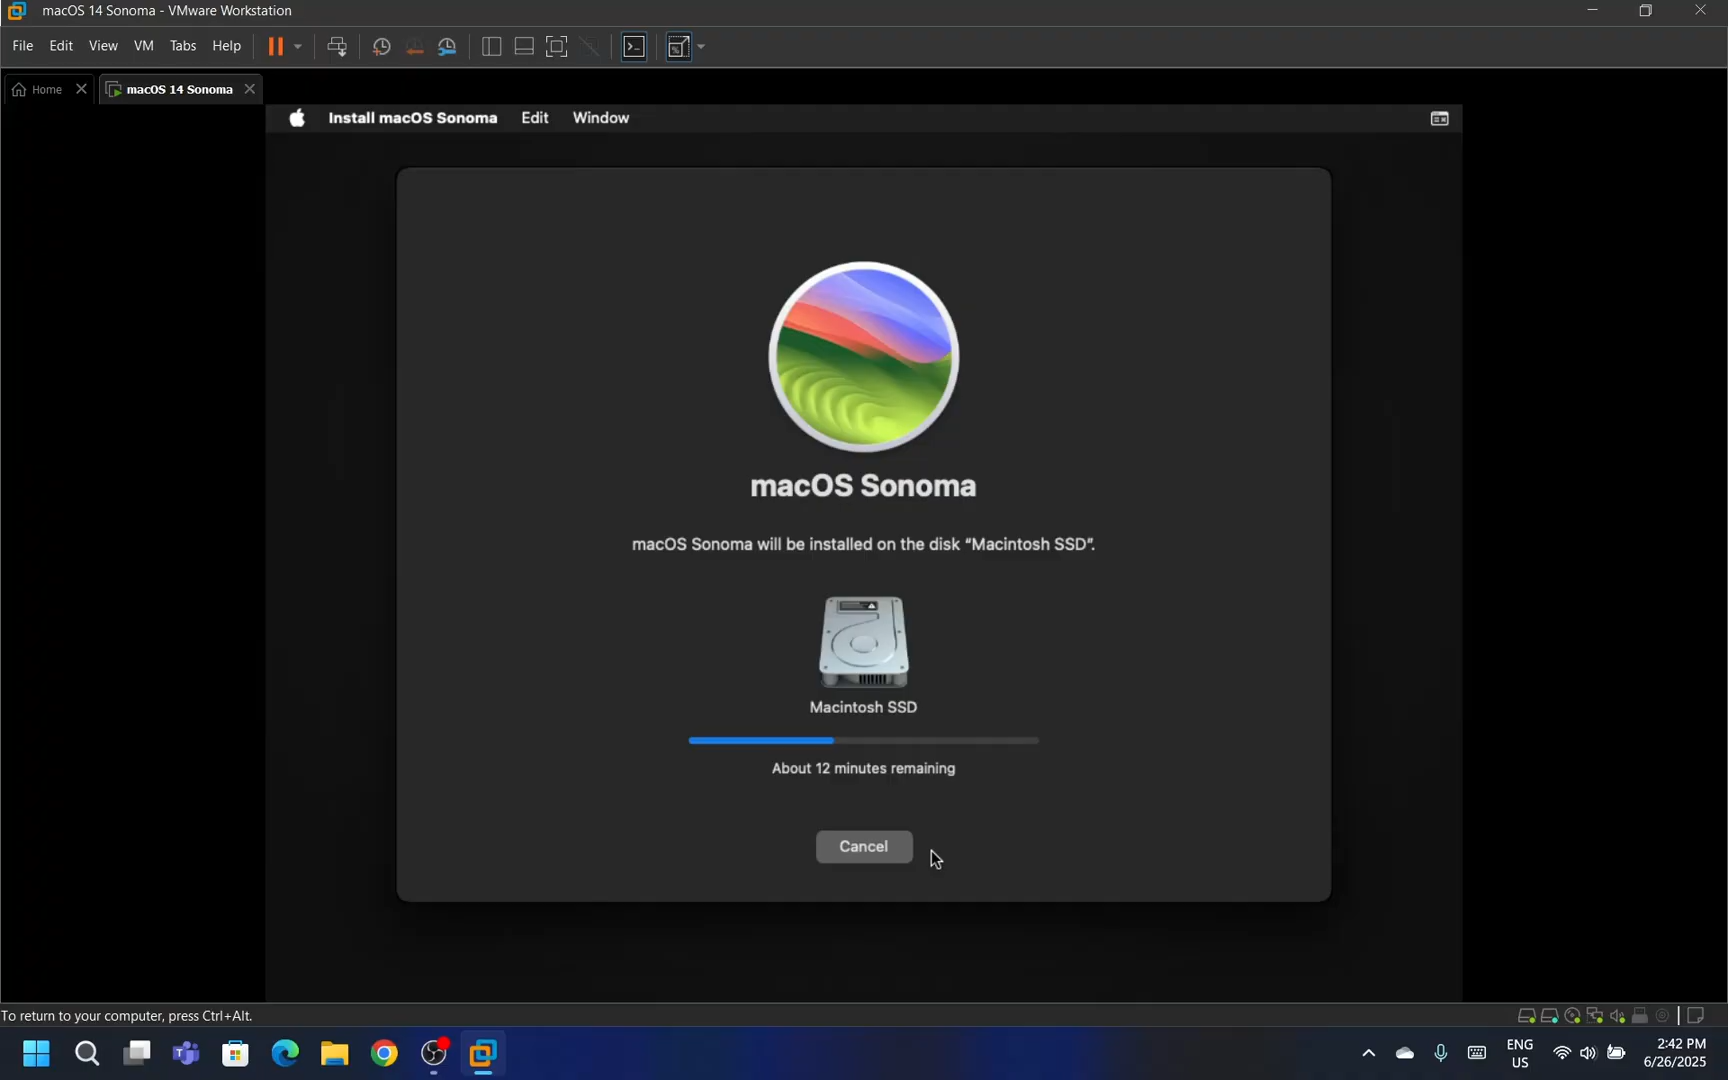 macOS 14 Sonoma - VMware Workstation
File Edit View VM Tabs Help
Home macOS 14 Sonoma
Install macOS Sonoma Edit Window
macOS Sonoma
macOS Sonoma will be installed on the disk “Macintosh SSD”.
Macintosh SSD
About 12 minutes remaining
Cancel
To return to your computer, press Ctrl+Alt.
ENG
US
2:42 PM
6/26/2025